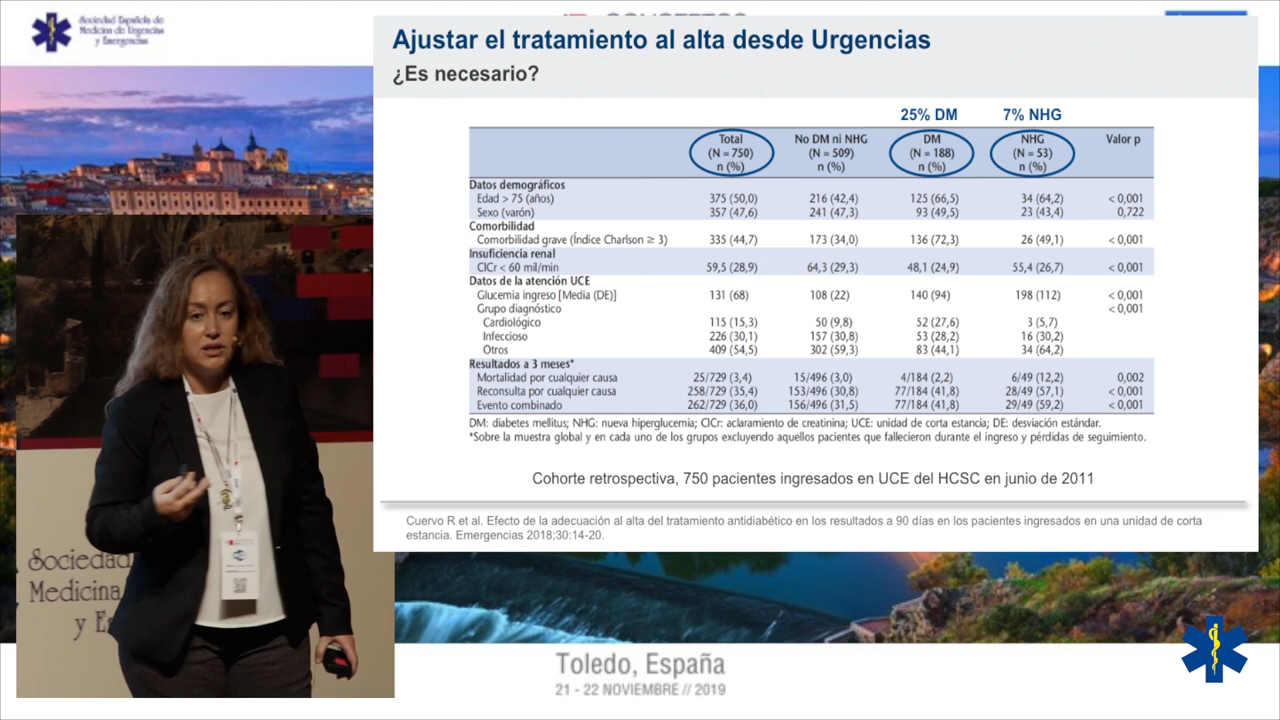 Sociedad Española de
Medicina de Urgencias
y Emergencias
Ajustar el tratamiento al alta desde Urgencias
¿Es necesario?
25% DM 7% NHG
Total No DM ni NHG DM NHG Valor p
(N = 750) (N = 509) (N = 188) (N = 53)
n (%) n (%) n (%) n (%)
Datos demográficos
Edad > 75 (años) 375 (50,0) 216 (42,4) 125 (66,5) 34 (64,2) < 0,001
Sexo (varón) 357 (47,6) 241 (47,3) 93 (49,5) 23 (43,4) 0,722
Comorbilidad
Comorbilidad grave (Índice Charlson ≥ 3) 335 (44,7) 173 (34,0) 136 (72,3) 26 (49,1) < 0,001
Insuficiencia renal
ClCr < 60 mil/min 59,5 (28,9) 64,3 (29,3) 48,1 (24,9) 55,4 (26,7) < 0,001
Datos de la atención UCE
Glucemia ingreso [Media (DE)] 131 (68) 108 (22) 140 (94) 198 (112) < 0,001
Grupo diagnóstico < 0,001
Cardiológico 115 (15,3) 50 (9,8) 52 (27,6) 3 (5,7)
Infeccioso 226 (30,1) 157 (30,8) 53 (28,2) 16 (30,2)
Otros 409 (54,5) 302 (59,3) 83 (44,1) 34 (64,2)
Resultados a 3 meses*
Mortalidad por cualquier causa 25/729 (3,4) 15/496 (3,0) 4/184 (2,2) 6/49 (12,2) 0,002
Reconsulta por cualquier causa 258/729 (35,4) 153/496 (30,8) 77/184 (41,8) 28/49 (57,1) < 0,001
Evento combinado 262/729 (36,0) 156/496 (31,5) 77/184 (41,8) 29/49 (59,2) < 0,001
DM: diabetes mellitus; NHG: nueva hiperglucemia; ClCr: aclaramiento de creatinina; UCE: unidad de corta estancia; DE: desviación estándar.
*Sobre la muestra global y en cada uno de los grupos excluyendo aquellos pacientes que fallecieron durante el ingreso y pérdidas de seguimiento.
Cohorte retrospectiva, 750 pacientes ingresados en UCE del HCSC en junio de 2011
Cuervo R et al. Efecto de la adecuación al alta del tratamiento antidiabético en los resultados a 90 días en los pacientes ingresados en una unidad de corta
estancia. Emergencias 2018;30:14-20.
Sociedad
Medicina
y E
Toledo, España
21 - 22 NOVIEMBRE // 2019